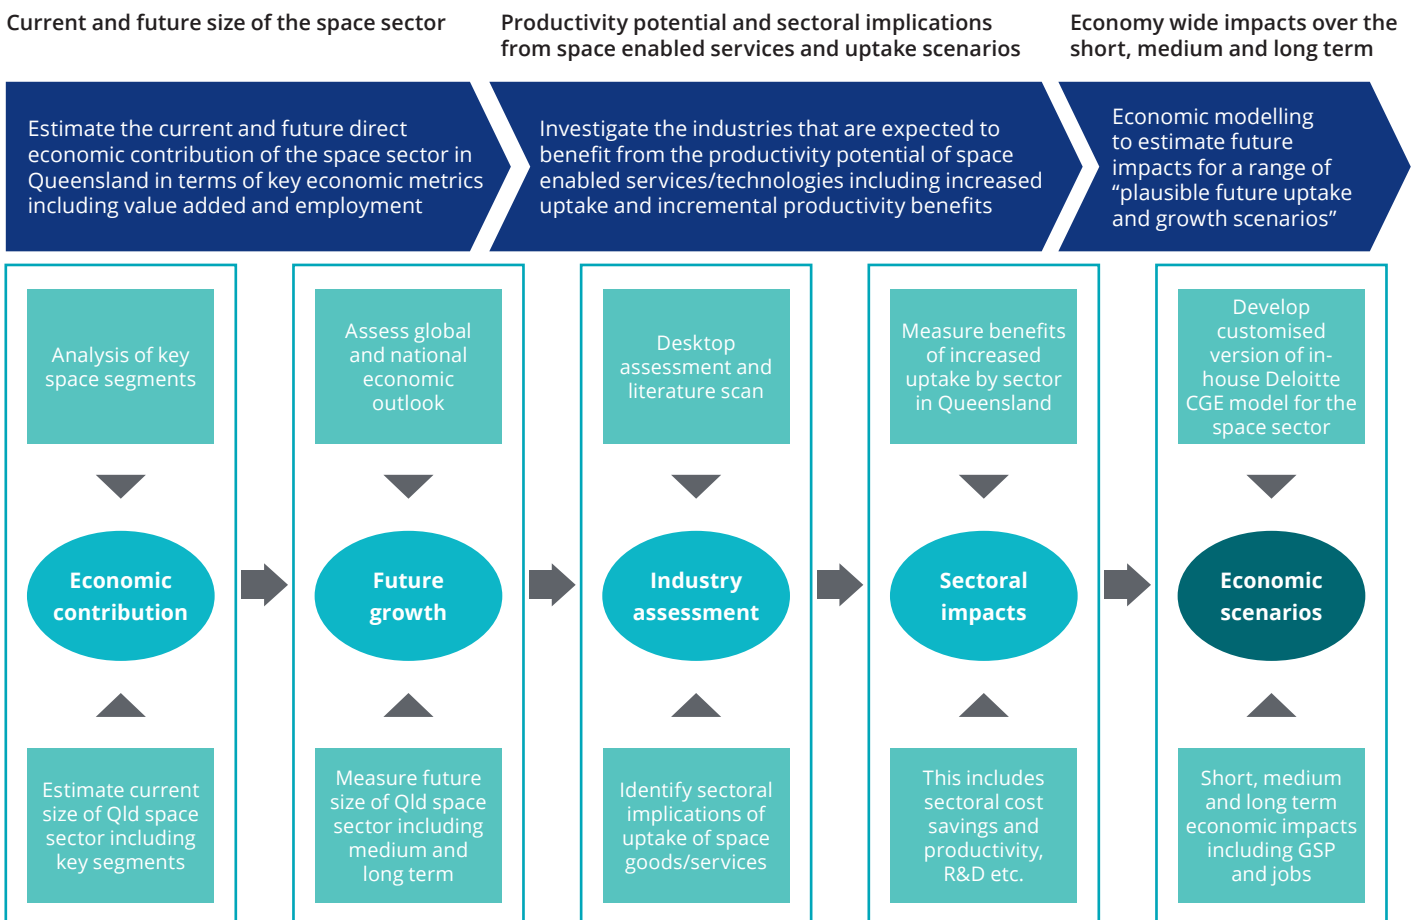 Current and future size of the space sector
Productivity potential and sectoral implications
from space enabled services and uptake scenarios
Economy wide impacts over the
short, medium and long term
Estimate the current and future direct
economic contribution of the space sector in
Queensland in terms of key economic metrics
including value added and employment
Investigate the industries that are expected to
benefit from the productivity potential of space
enabled services/technologies including increased
uptake and incremental productivity benefits
Economic modelling
to estimate future
impacts for a range of
“plausible future uptake
and growth scenarios”
Analysis of key
space segments
Assess global
and national
economic
outlook
Desktop
assessment and
literature scan
Measure benefits
of increased
uptake by sector
in Queensland
Develop
customised
version of in-
house Deloitte
CGE model for the
space sector
Economic
contribution
Future
growth
Industry
assessment
Sectoral
impacts
Economic
scenarios
Estimate current
size of Qld space
sector including
key segments
Measure future
size of Qld space
sector including
medium and
long term
Identify sectoral
implications of
uptake of space
goods/services
This includes
sectoral cost
savings and
productivity,
R&D etc.
Short, medium
and long term
economic impacts
including GSP
and jobs